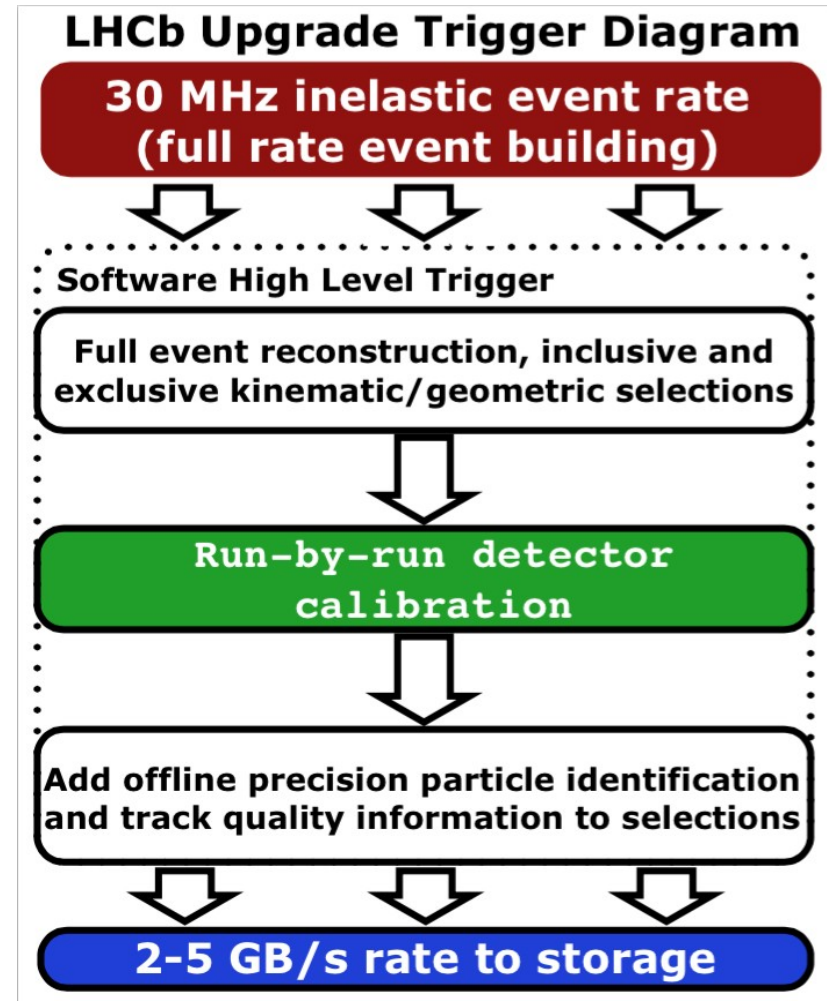 LHCb Upgrade Trigger Diagram
30 MHz inelastic event rate
(full rate event building)
Software High Level Trigger
Full event reconstruction, inclusive and
exclusive kinematic/geometric selections
Run-by-run detector
calibration
Add offline precision particle identification
and track quality information to selections
2-5 GB/s rate to storage